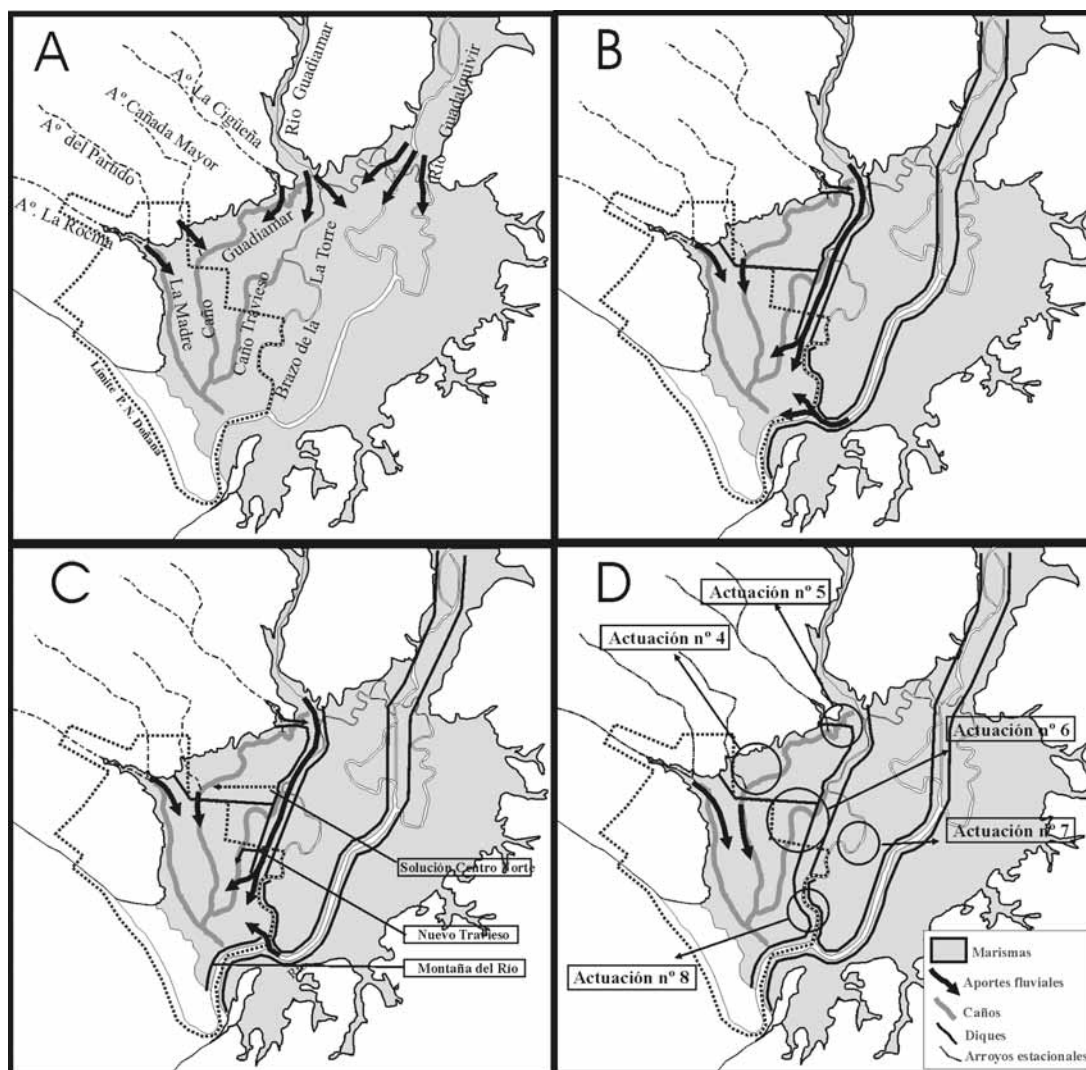 A
Aº. La Cigüeña
Aº. Cañada Mayor
Aº del Partido
Aº. La Rocina
Río Guadiamar
Río Guadalquivir
Guadiamar
Caño
La Madre
Caño Travieso
Brazo de la La Torre
Límite P.N. Doñana
B
C
Solución Centro Norte
Nuevo Travieso
Montaña del Río
D
Actuación nº 5
Actuación nº 4
Actuación nº 6
Actuación nº 7
Actuación nº 8
Marismas
Aportes fluviales
Caños
Diques
Arroyos estacionales